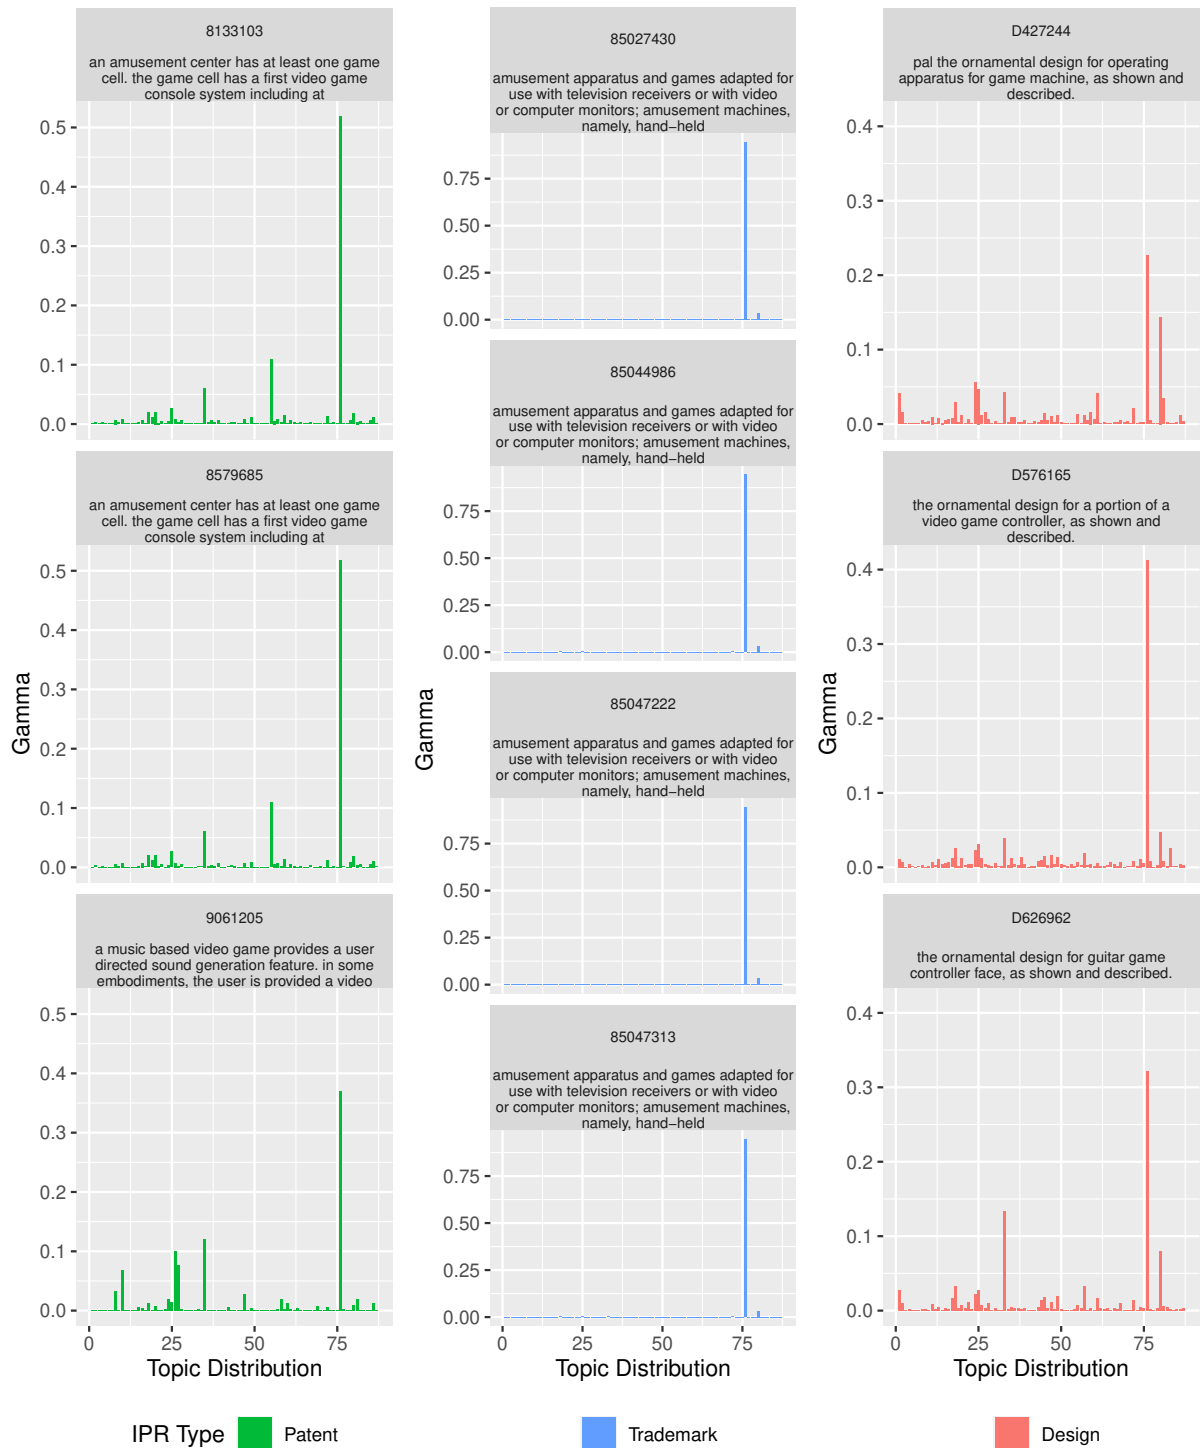 8133103
an amusement center has at least one game
cell. the game cell has a first video game
console system including at
0.5
0.4
0.3
0.2
0.1
0.0
8579685
an amusement center has at least one game
cell. the game cell has a first video game
console system including at
0.5
0.4
0.3
0.2
0.1
0.0
9061205
a music based video game provides a user
directed sound generation feature. in some
embodiments, the user is provided a video
0.5
0.4
0.3
0.2
0.1
0.0
0 25 50 75
Gamma
Topic Distribution
85027430
amusement apparatus and games adapted for
use with television receivers or with video
or computer monitors; amusement machines,
namely, hand−held
0.75
0.50
0.25
0.00
85044986
amusement apparatus and games adapted for
use with television receivers or with video
or computer monitors; amusement machines,
namely, hand−held
0.75
0.50
0.25
0.00
85047222
amusement apparatus and games adapted for
use with television receivers or with video
or computer monitors; amusement machines,
namely, hand−held
0.75
0.50
0.25
0.00
85047313
amusement apparatus and games adapted for
use with television receivers or with video
or computer monitors; amusement machines,
namely, hand−held
0.75
0.50
0.25
0.00
0 25 50 75
Gamma
Topic Distribution
D427244
pal the ornamental design for operating
apparatus for game machine, as shown and
described.
0.4
0.3
0.2
0.1
0.0
D576165
the ornamental design for a portion of a
video game controller, as shown and
described.
0.4
0.3
0.2
0.1
0.0
D626962
the ornamental design for guitar game
controller face, as shown and described.
0.4
0.3
0.2
0.1
0.0
0 25 50 75
Gamma
Topic Distribution
IPR Type Patent Trademark Design